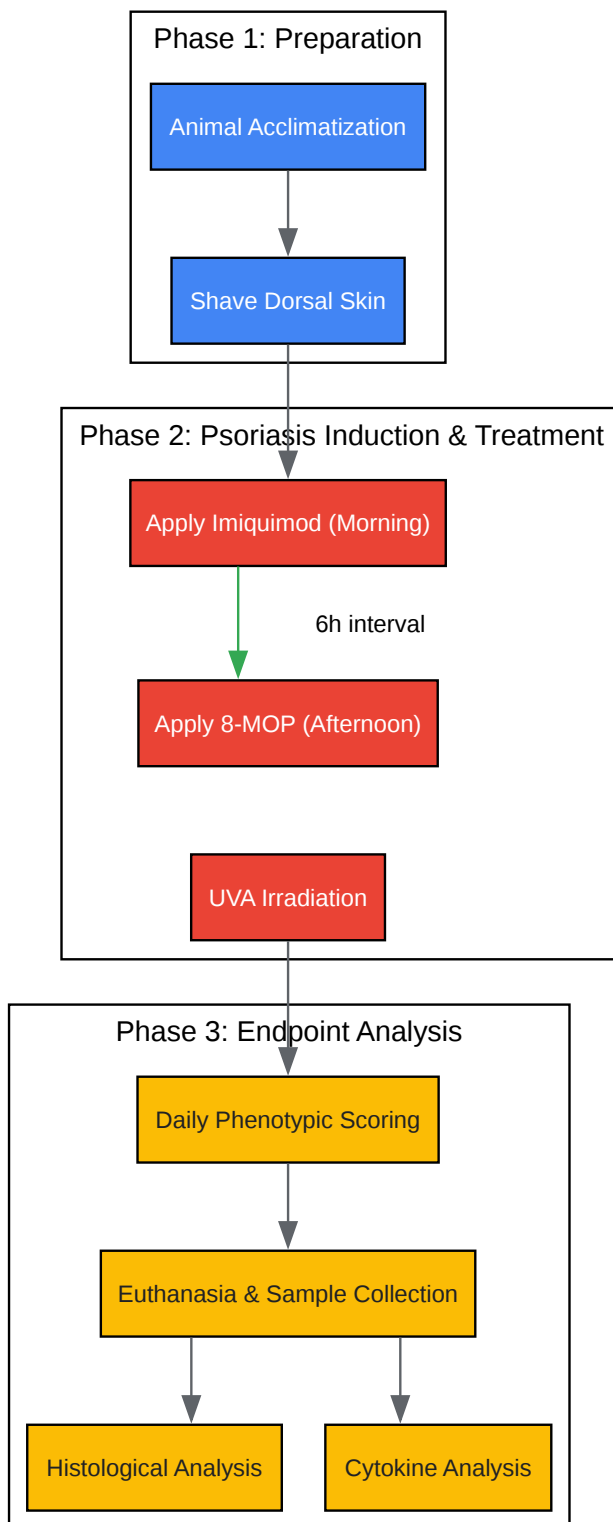 Phase 1: Preparation
Animal Acclimatization
Shave Dorsal Skin
Phase 2: Psoriasis Induction & Treatment
Apply Imiquimod (Morning)
6h interval
Apply 8-MOP (Afternoon)
UVA Irradiation
Phase 3: Endpoint Analysis
Daily Phenotypic Scoring
Euthanasia & Sample Collection
Histological Analysis
Cytokine Analysis